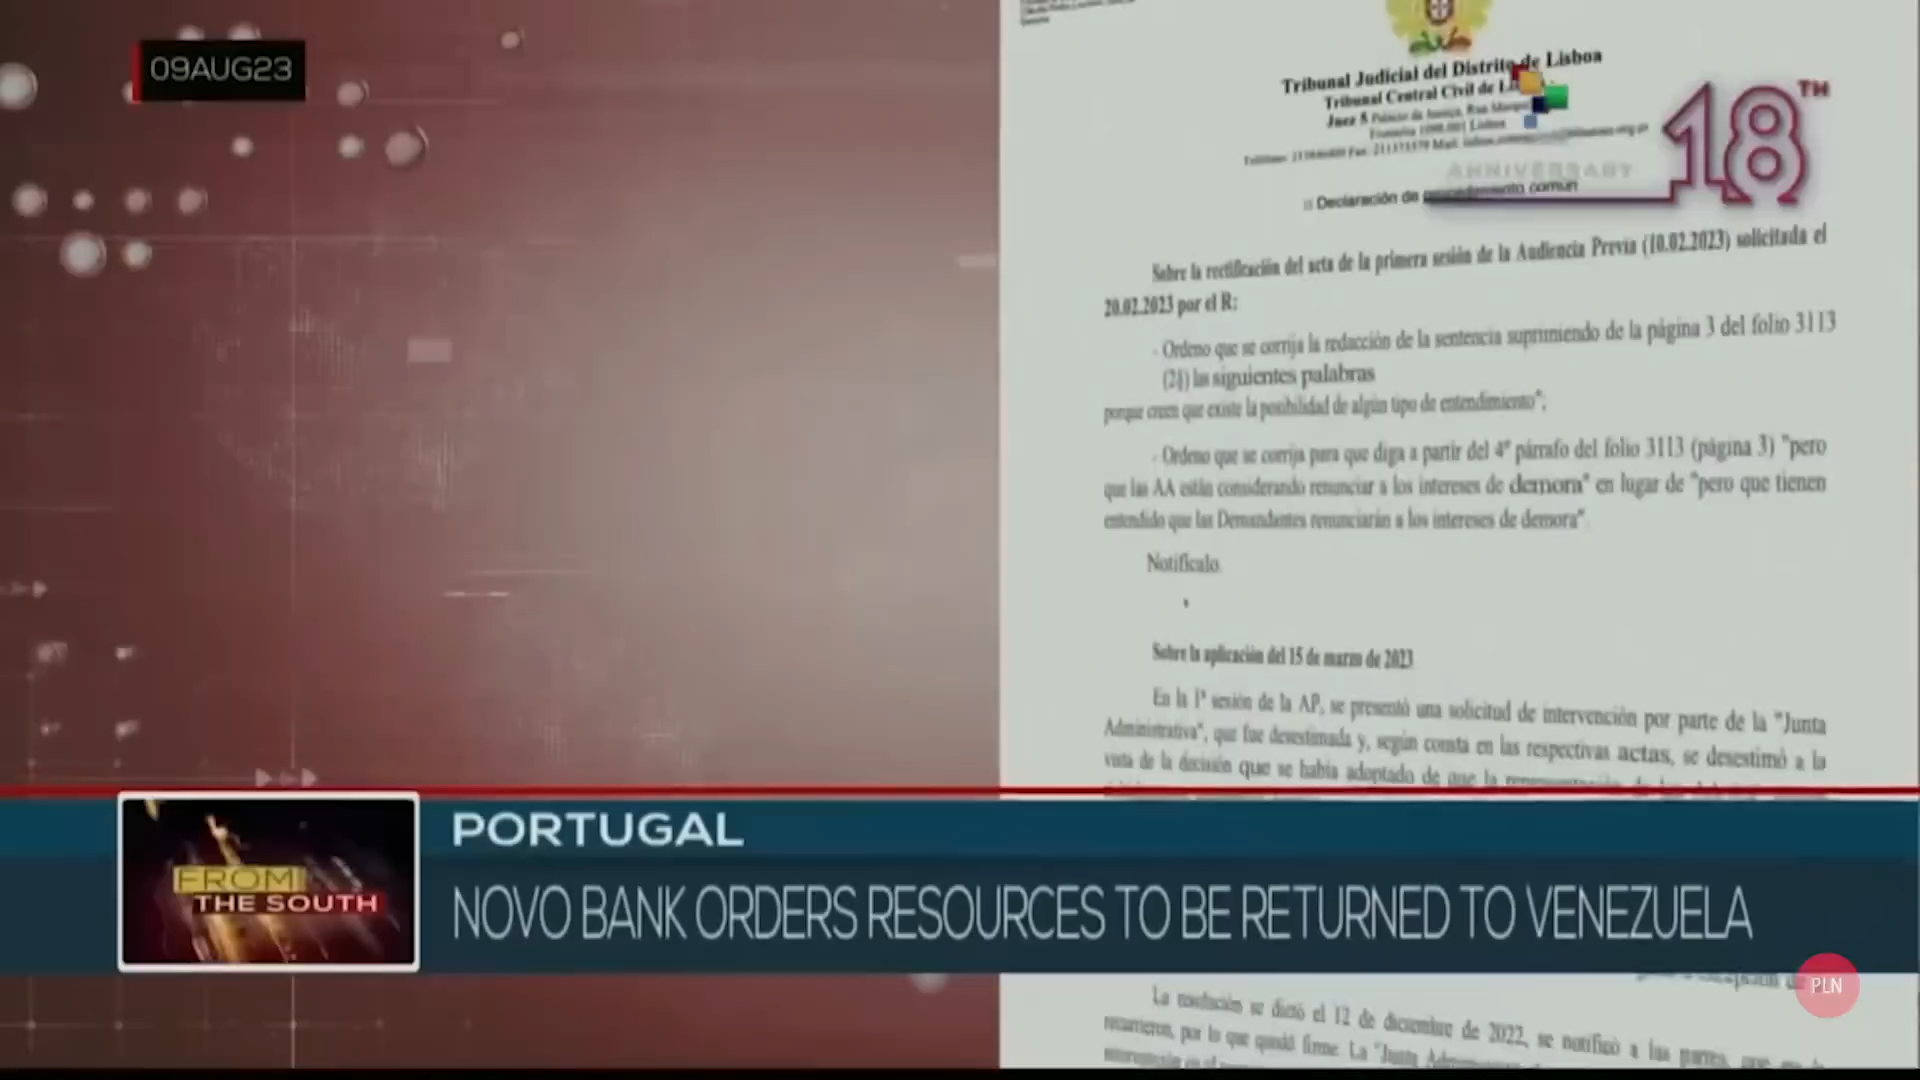 09AUG23
Tribunal Judicial del Distrito de Lisboa
Tribunal Central Civil de
Juez 5
18TH
ANNIVERSARY
:: Declaración de procedimiento común
Sobre la rectificación del acta de la primera sesión de la Audiencia Previa (10.02.2023) solicitada el
20.02.2023 por el R:
- Ordeno que se corrija la redacción de la sentencia suprimiendo de la página 3 del folio 3113
(2§) las siguientes palabras
porque creen que existe la posibilidad de algún tipo de entendimiento";
- Ordeno que se corrija para que diga a partir del 4º párrafo del folio 3113 (página 3) "pero
que las AA están considerando renunciar a los intereses de demora" en lugar de "pero que tienen
entendido que las Demandantes renunciarán a los intereses de demora".
Notifícalo.
Sobre la aplicación del 15 de marzo de 2023
En la 1ª sesión de la AP, se presentó una solicitud de intervención por parte de la "Junta
Administrativa", que fue desestimada y, según consta en las respectivas actas, se desestimó a la
vista de la decisión que se había adoptado de que la
PORTUGAL
FROM
THE SOUTH
NOVO BANK ORDERS RESOURCES TO BE RETURNED TO VENEZUELA
PLN
La resolución se dictó el 12 de diciembre de 2022, se notificó a las partes, que
recurrieron, por lo que quedó firme. La "Junta